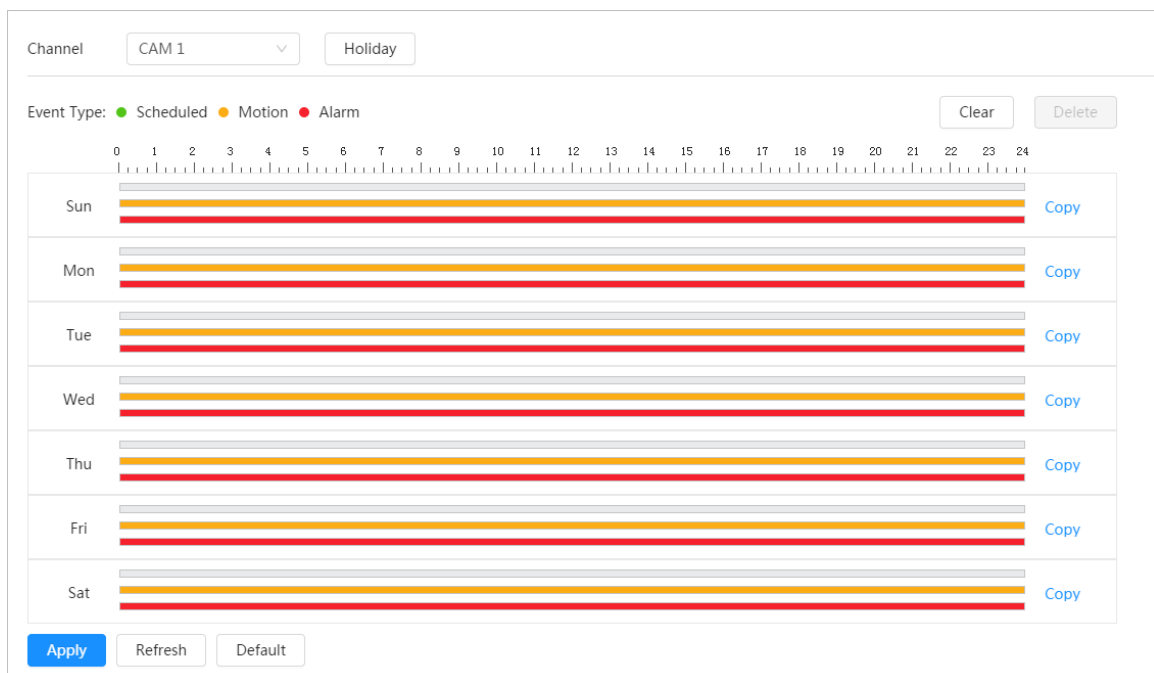 Channel CAM 1 Holiday
Event Type: Scheduled Motion Alarm Clear Delete
0 1 2 3 4 5 6 7 8 9 10 11 12 13 14 15 16 17 18 19 20 21 22 23 24
Sun Copy
Mon Copy
Tue Copy
Wed Copy
Thu Copy
Fri Copy
Sat Copy
Apply Refresh Default